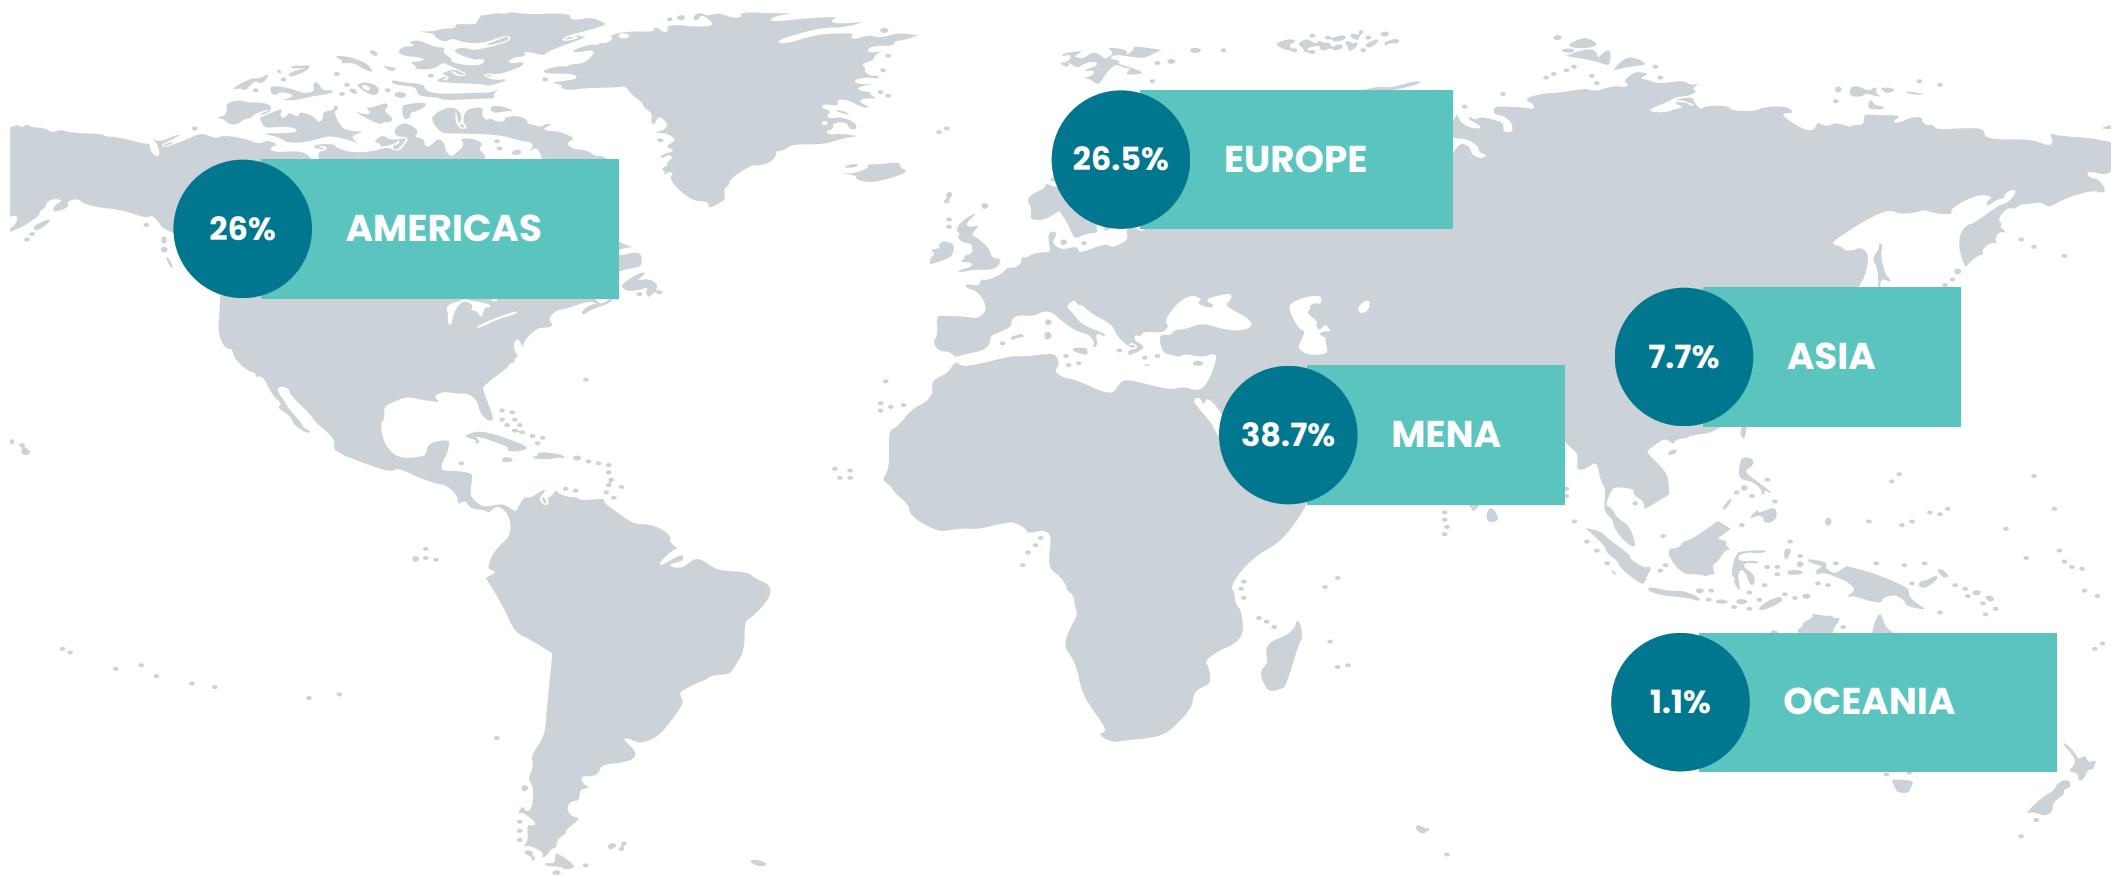 26.5% EUROPE
26% AMERICAS
7.7% ASIA
38.7% MENA
1.1% OCEANIA